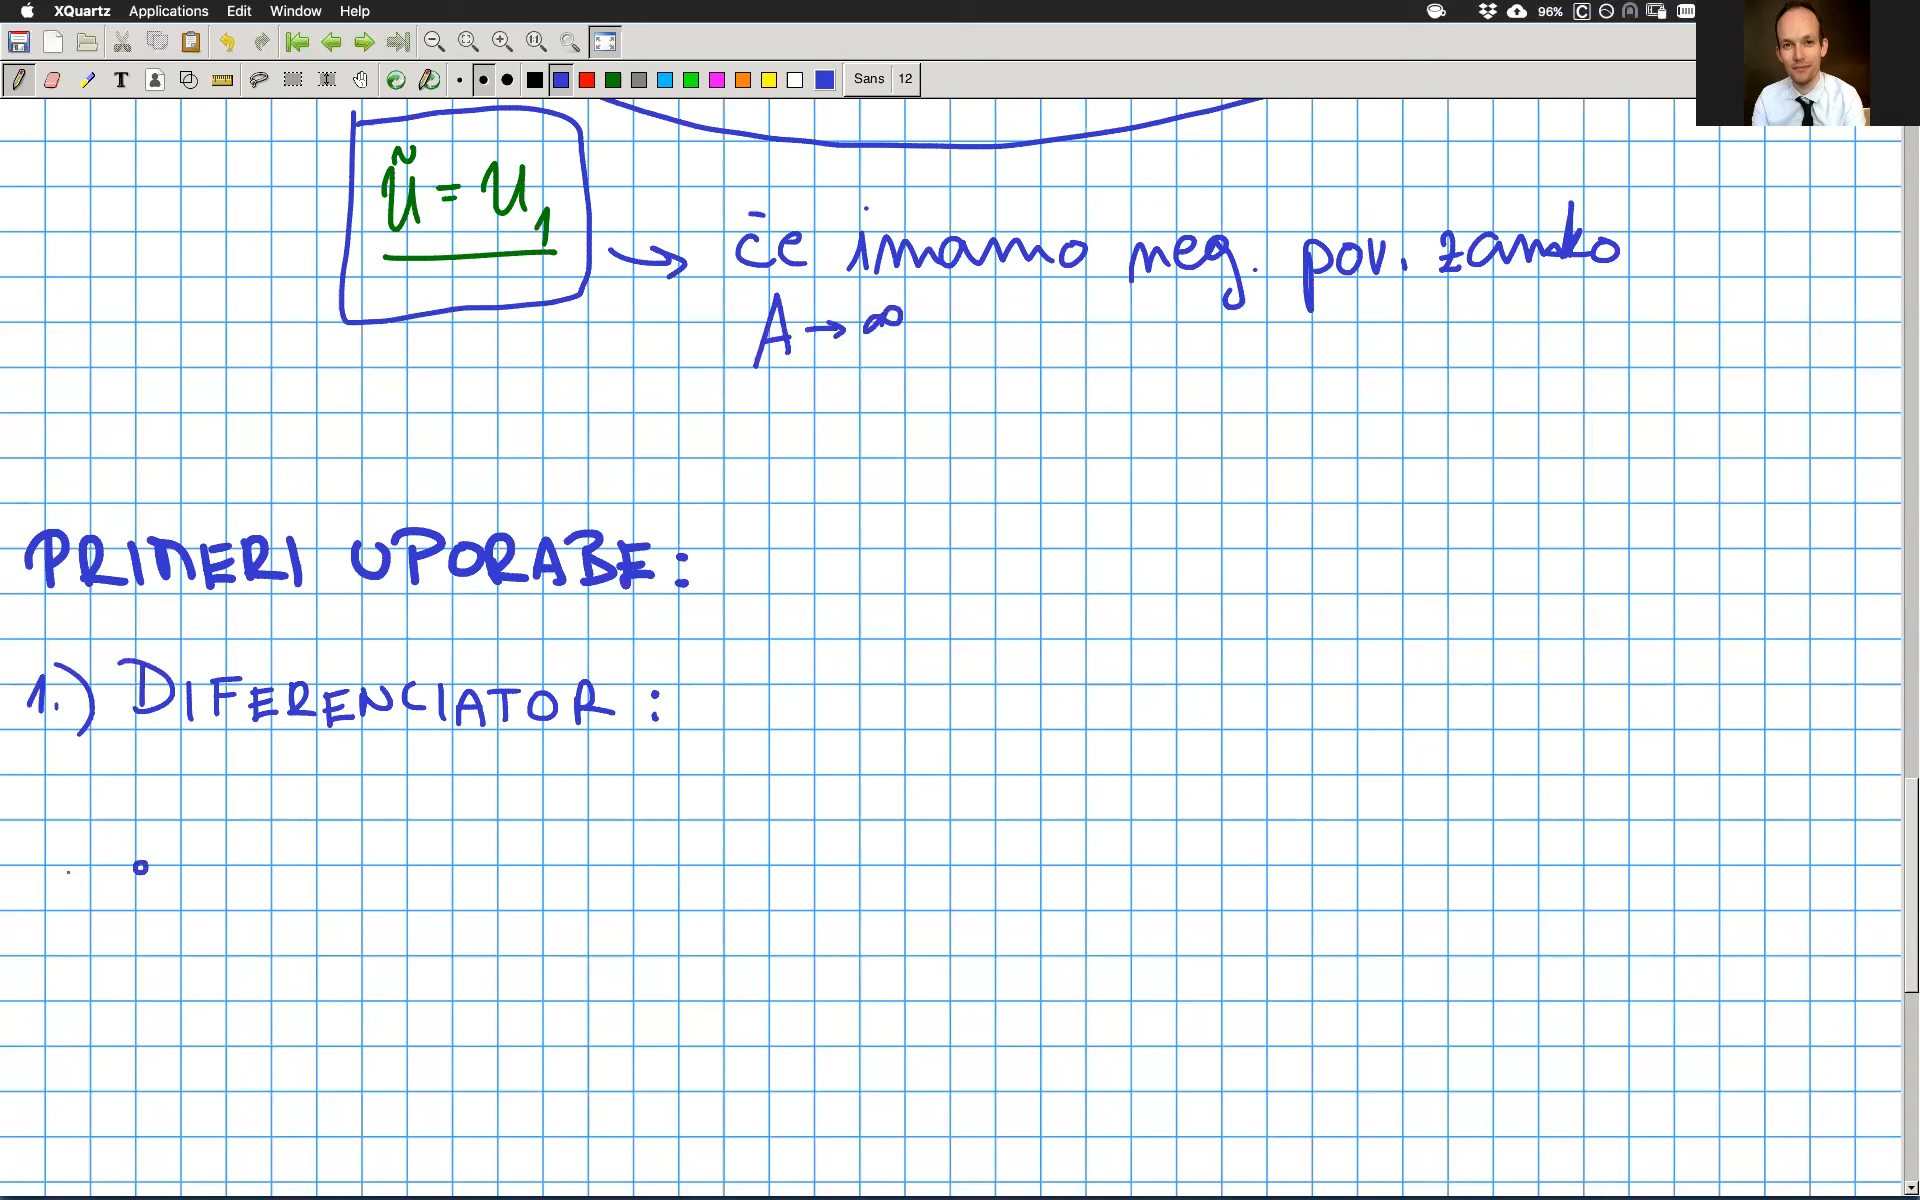 XQuartz Applications Edit Window Help 96%
T Sans 12
Ũ = U₁
če imamo neg. pov. zanko
A → ∞
PRIMERI UPORABE:
1.) DIFERENCIATOR :